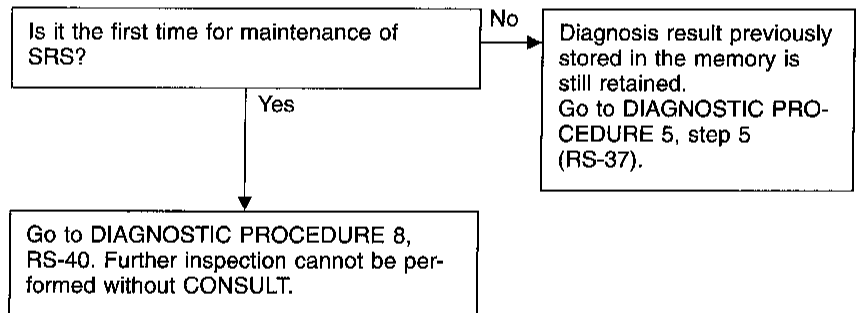 Is it the first time for maintenance of
SRS?
No
Diagnosis result previously
stored in the memory is
still retained.
Go to DIAGNOSTIC PRO-
CEDURE 5, step 5
(RS-37).
Yes
Go to DIAGNOSTIC PROCEDURE 8,
RS-40. Further inspection cannot be per-
formed without CONSULT.